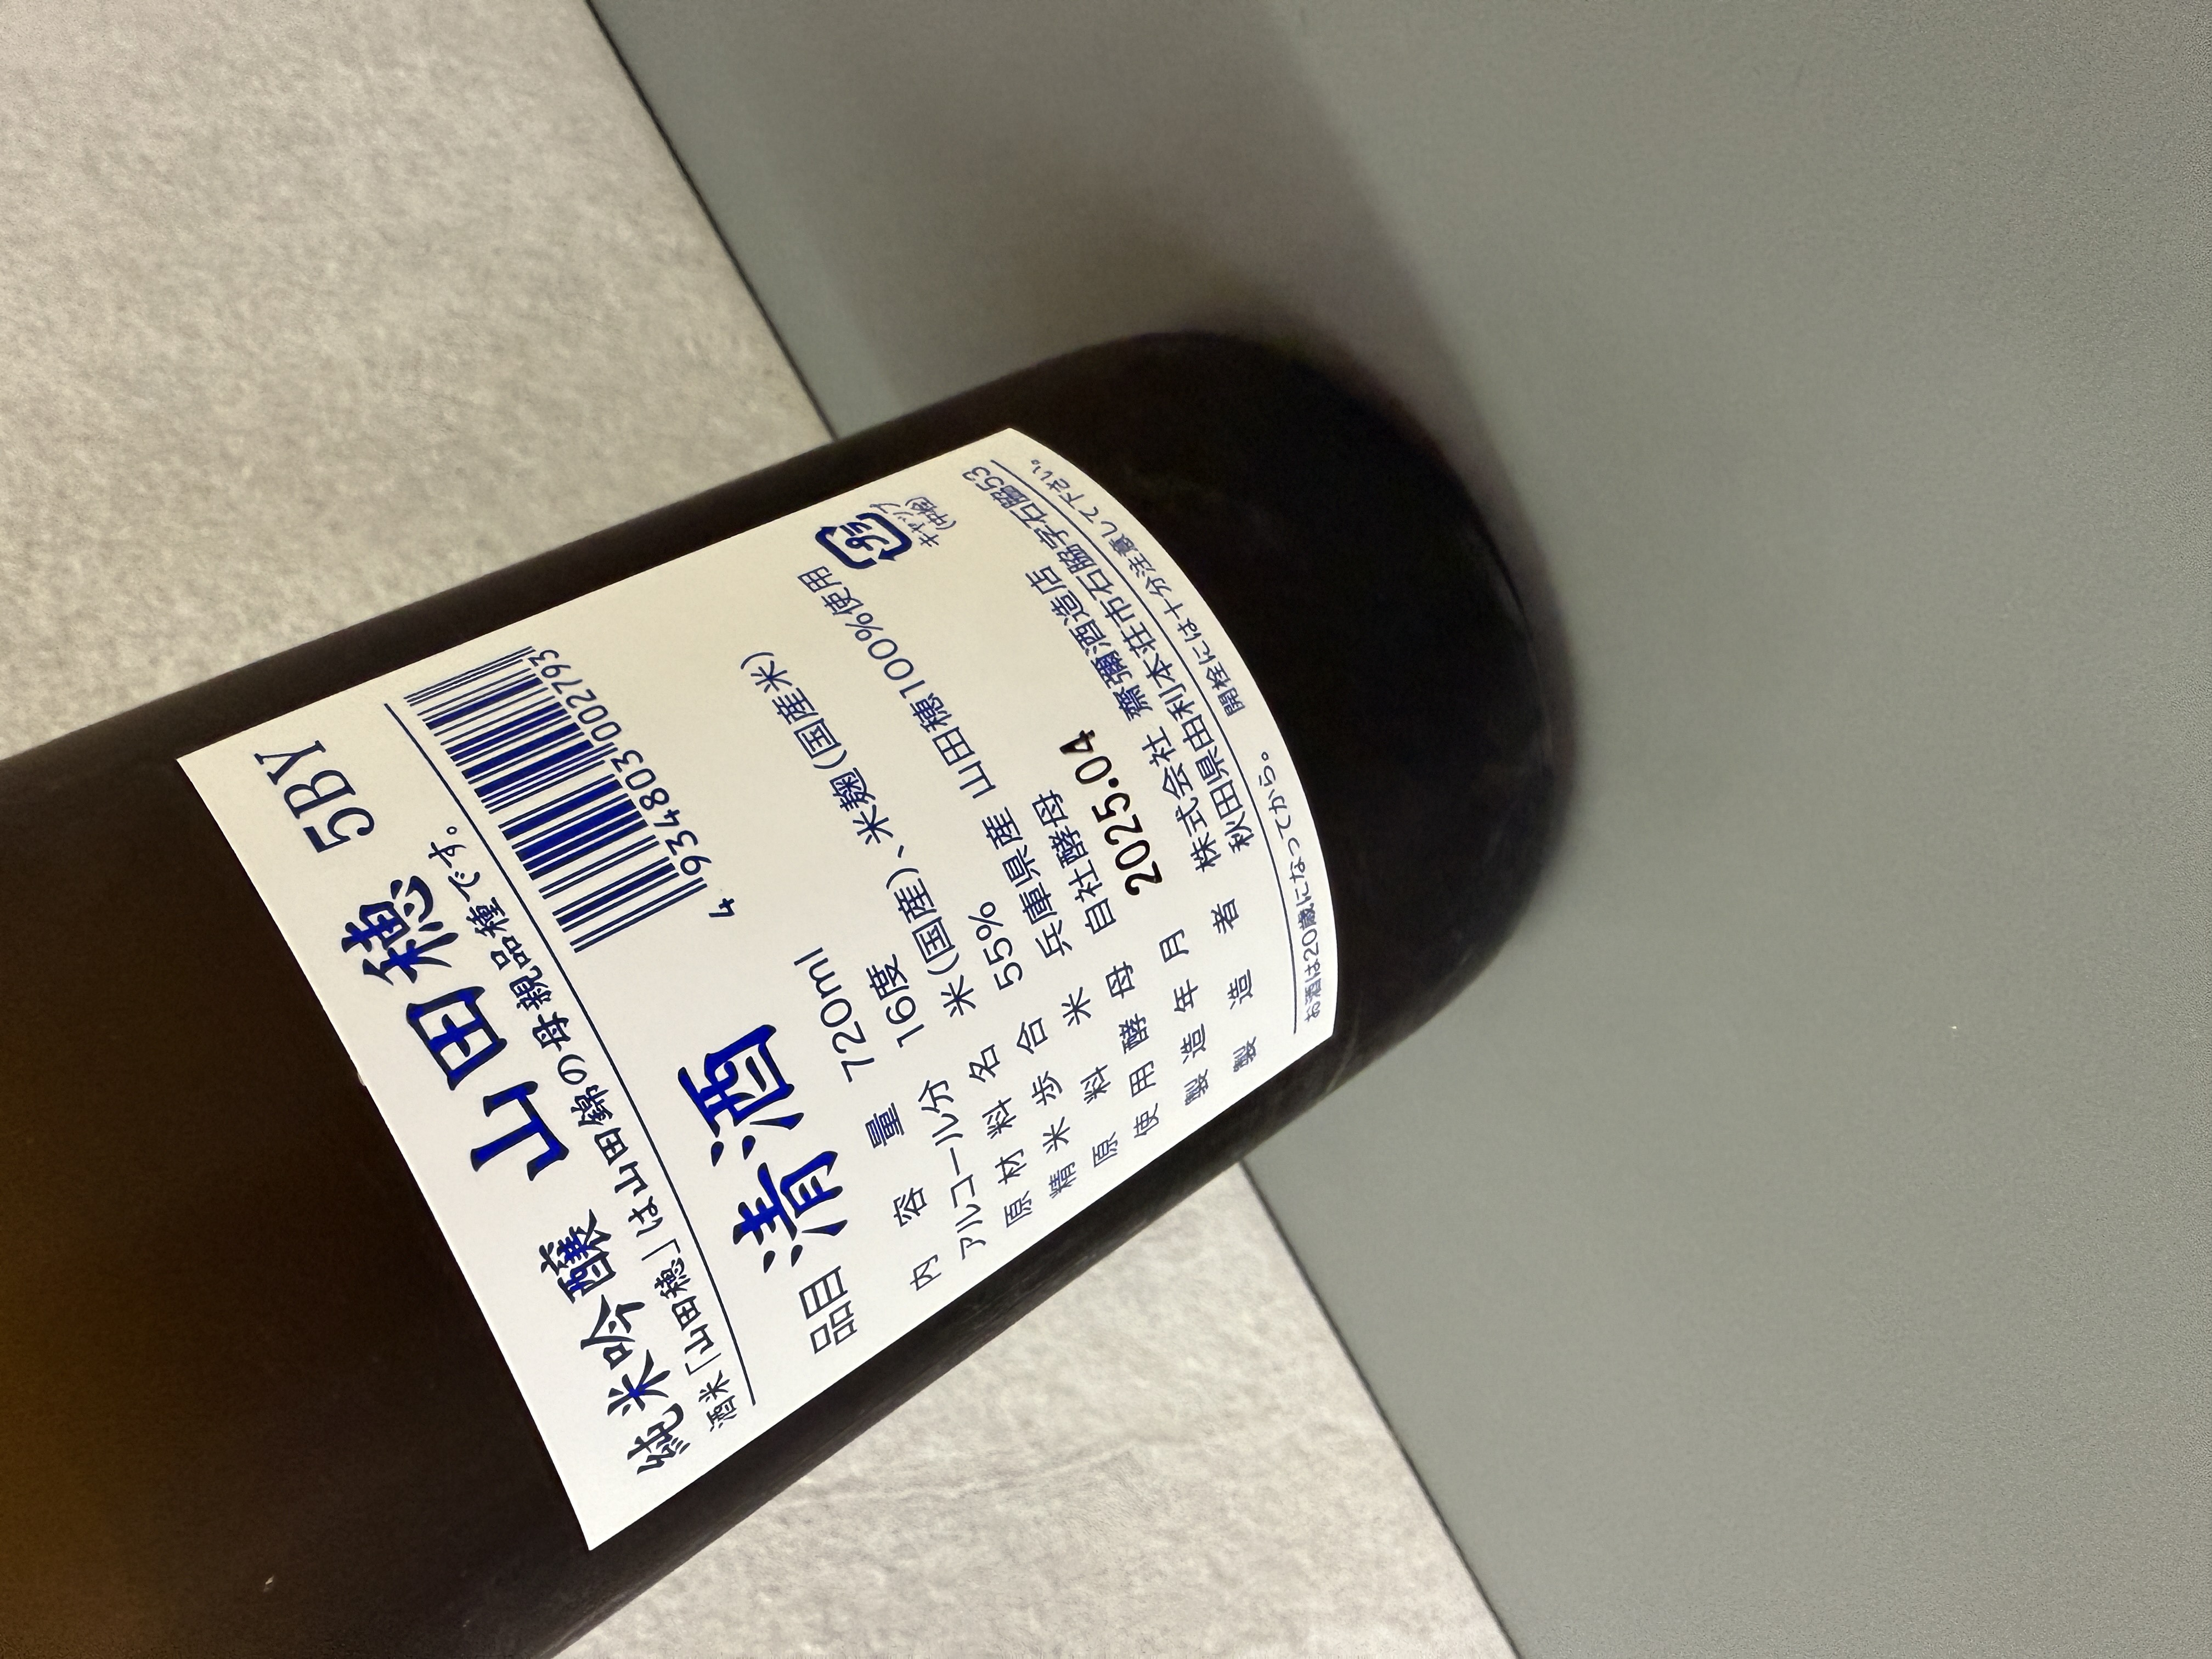 純米吟醸 山田穂 5BY
酒米「山田穂」は山田錦の母親品種です。
品目 清酒
4 934803 002793
内容量 720ml
アルコール分 16度
原材料名 米(国産)、米麹(国産米)
精米歩合 55%
原料米 兵庫県産 山田穂100%使用
使用酵母 自社酵母
製造年月 2025.04
製造者 株式会社 齋彌酒造店
秋田県由利本荘市石脇字石脇53
キャップ
(中栓)
お酒は20歳になってから。 開栓には十分注意して下さい。